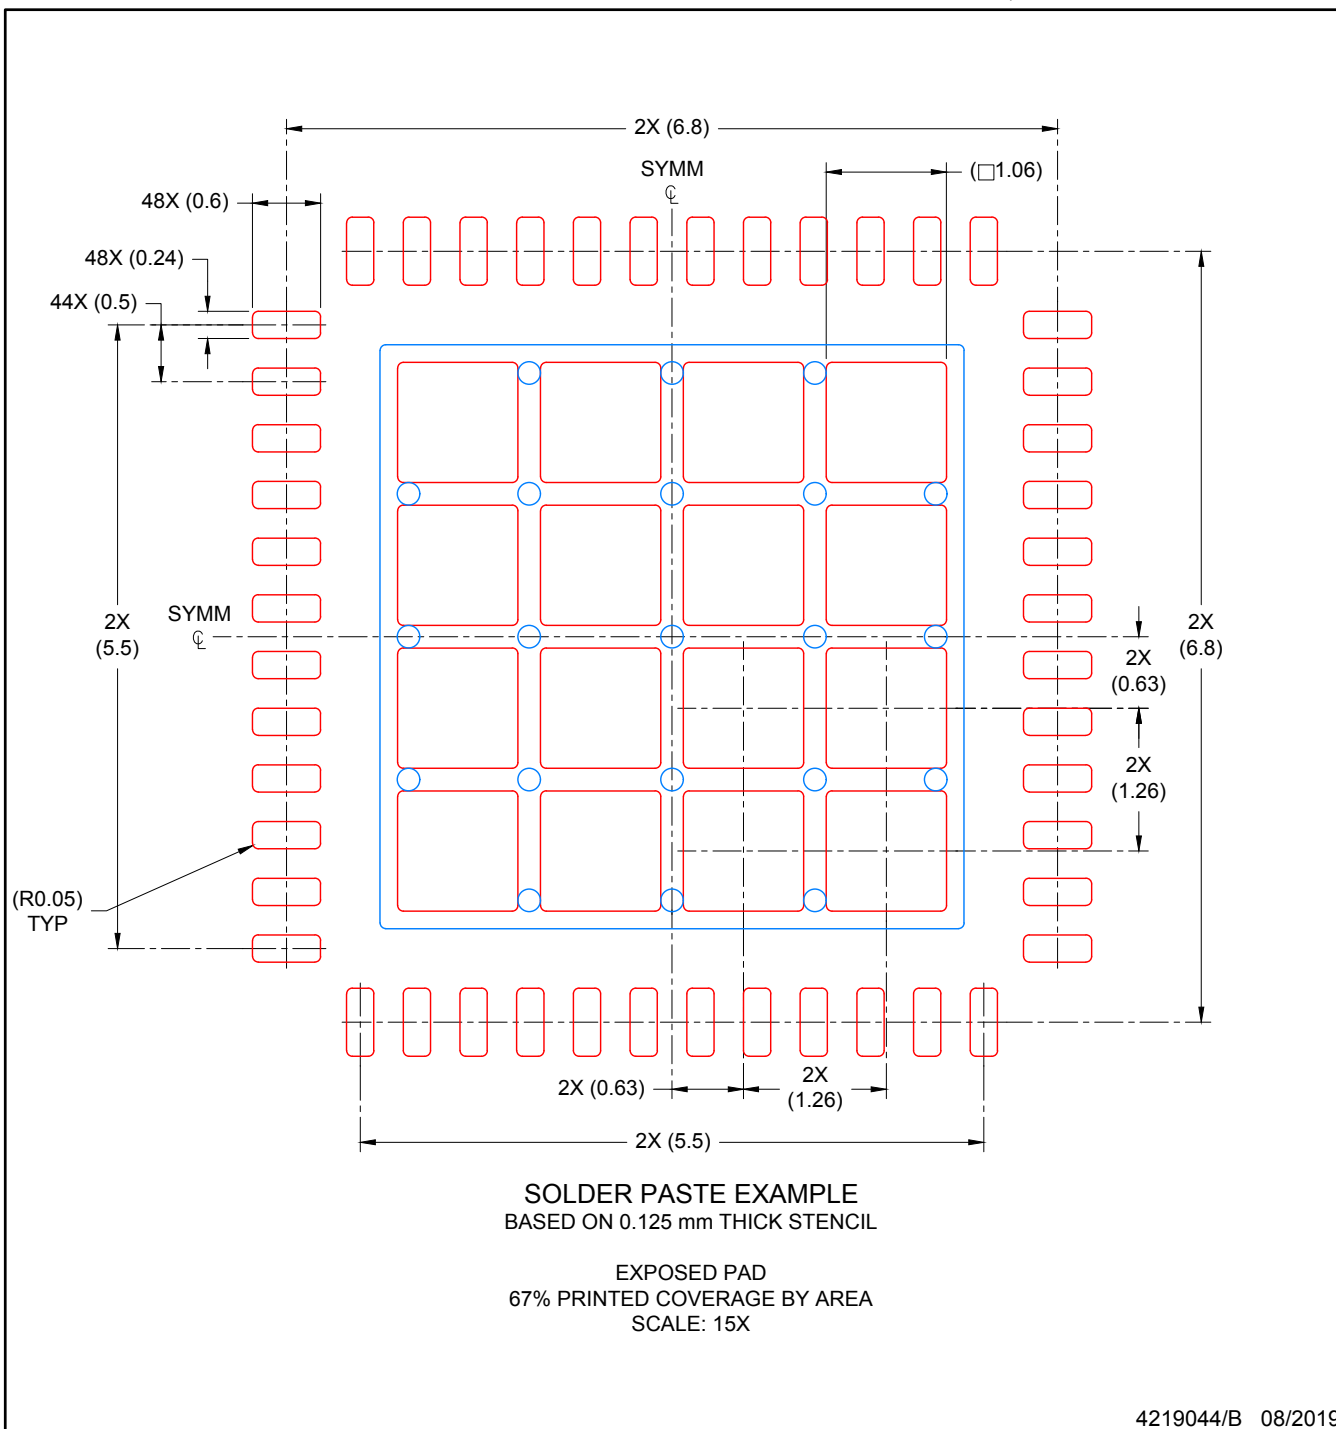 2X (6.8)
SYMM
(□1.06)
48X (0.6)
48X (0.24)
44X (0.5)
SYMM
2X
(5.5)
2X
(6.8)
2X
(0.63)
2X
(1.26)
(R0.05)
TYP
2X (0.63)
2X
(1.26)
2X (5.5)
SOLDER PASTE EXAMPLE
BASED ON 0.125 mm THICK STENCIL
EXPOSED PAD
67% PRINTED COVERAGE BY AREA
SCALE: 15X
4219044/B 08/2019